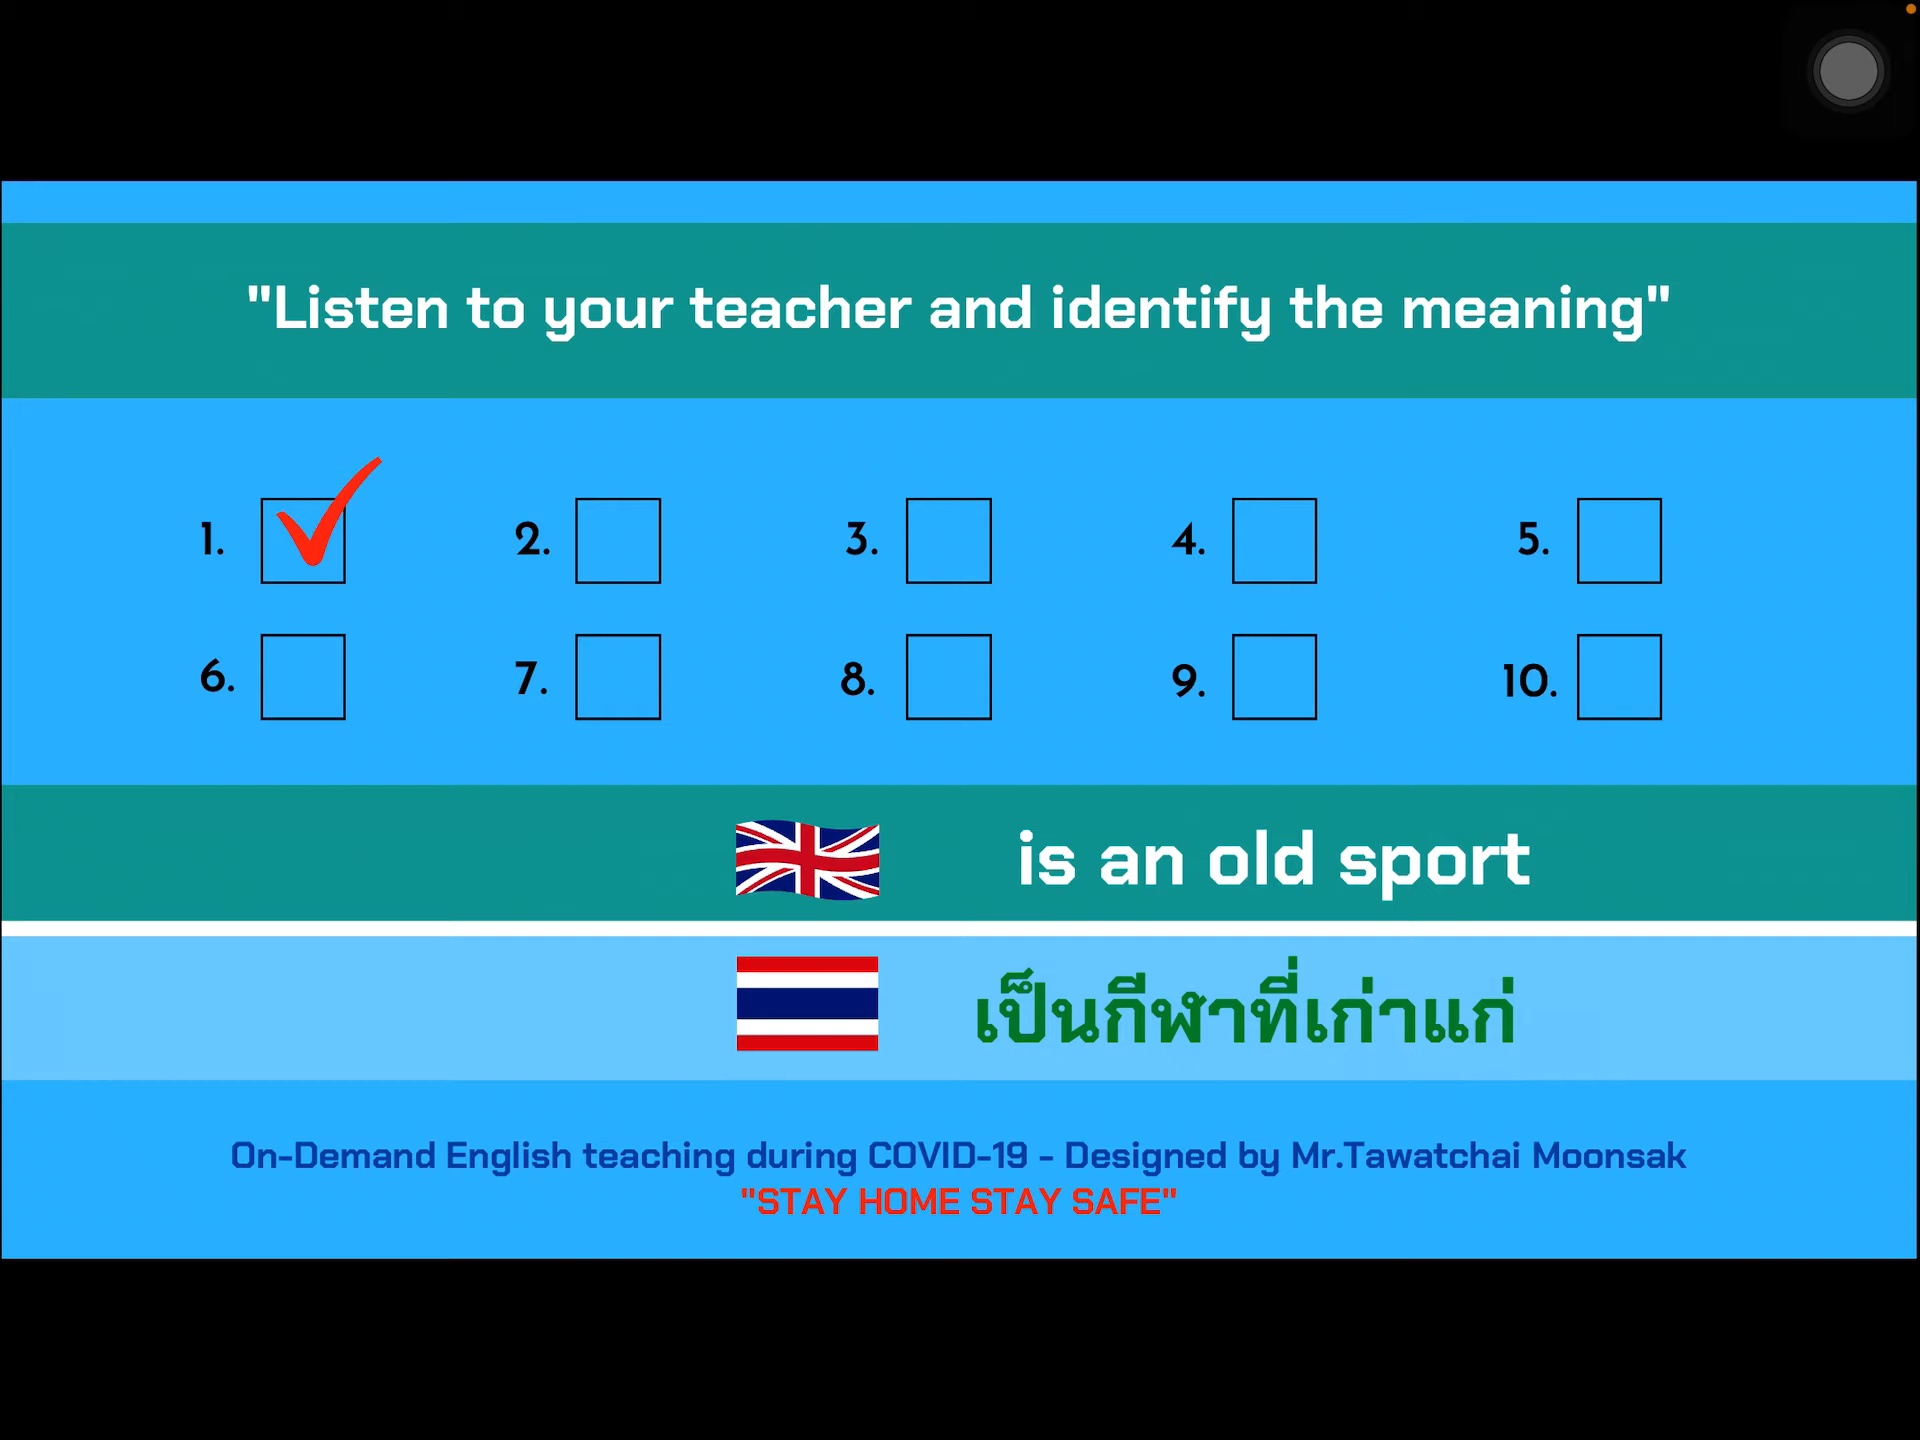 "Listen to your teacher and identify the meaning"
1. 2. 3. 4. 5.
6. 7. 8. 9. 10.
is an old sport
เป็นกีฬาที่เก่าแก่
On-Demand English teaching during COVID-19 - Designed by Mr.Tawatchai Moonsak
"STAY HOME STAY SAFE"